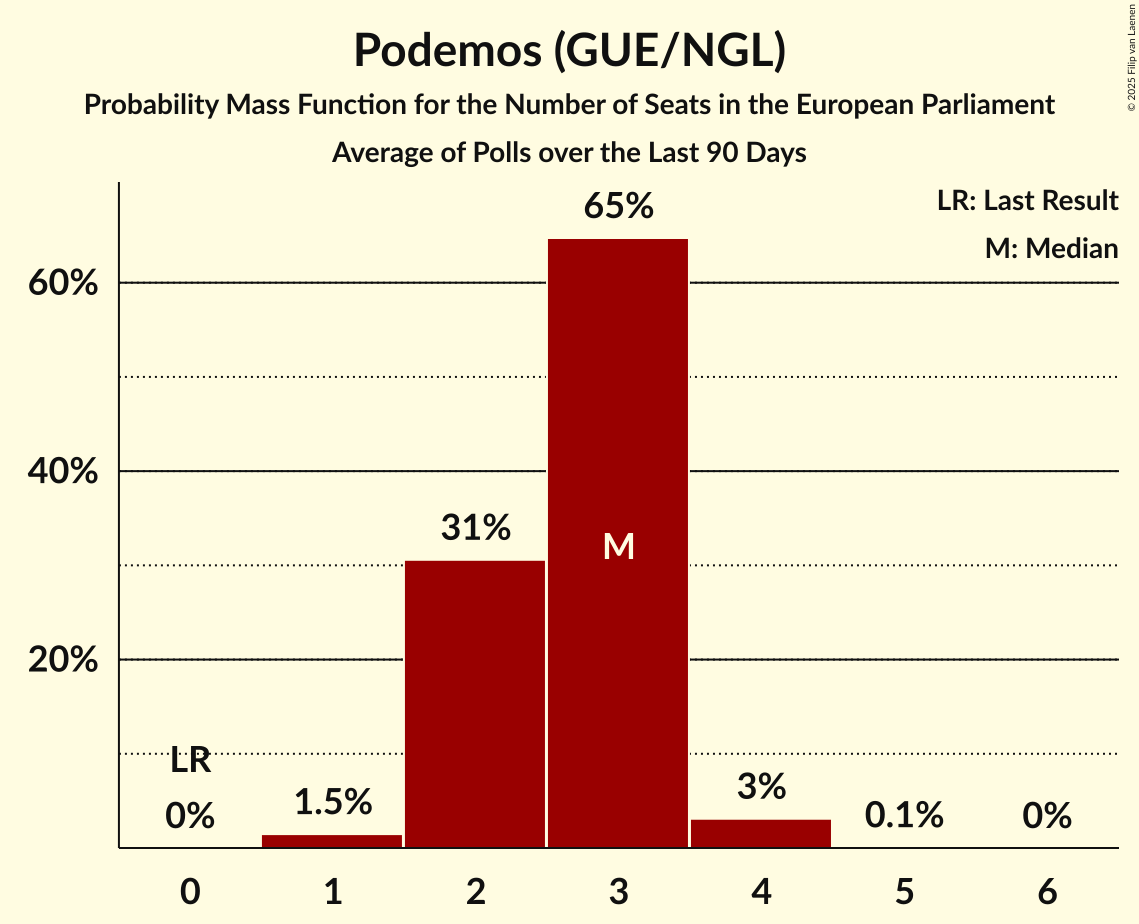 Podemos (GUE/NGL)
Probability Mass Function for the Number of Seats in the European Parliament
Average of Polls over the Last 90 Days
© 2025 Filip van Laenen
LR: Last Result
M: Median
65%
60%
40%
31%
M
20%
LR
0%
1.5%
3%
0.1%
0%
0 1 2 3 4 5 6